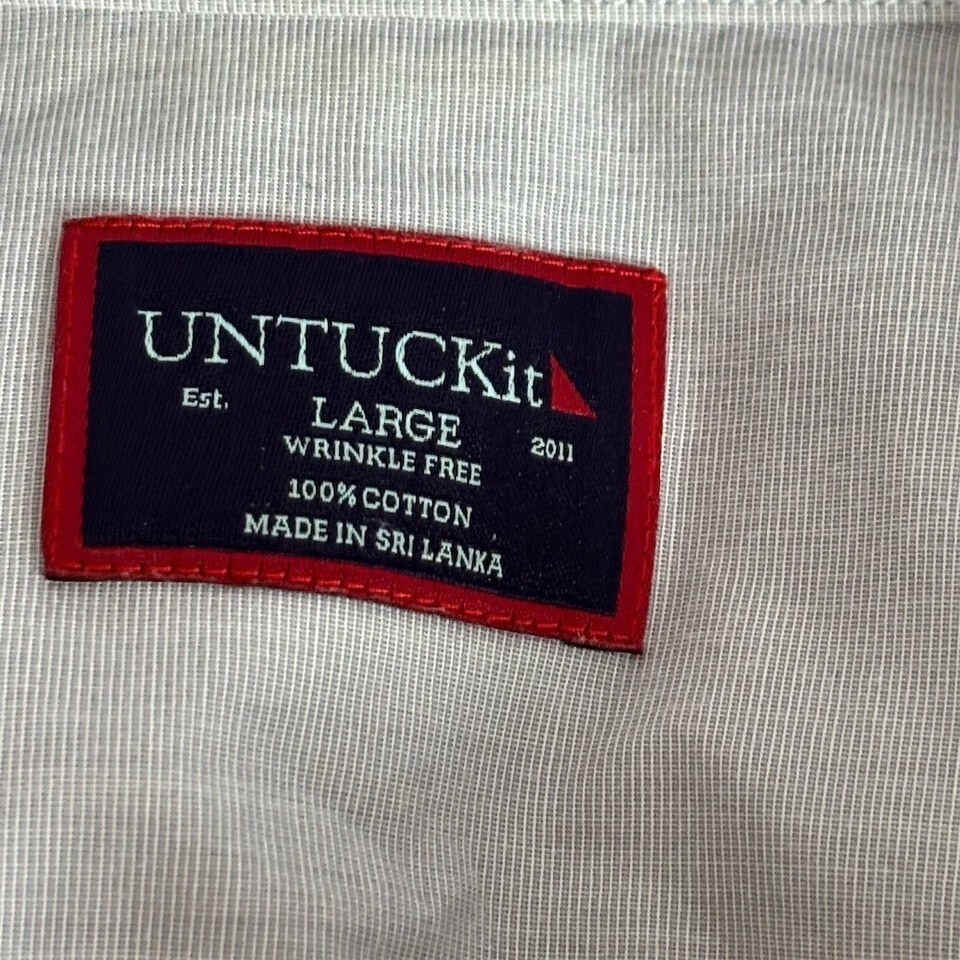 UNTUCKit
Est. LARGE 2011
WRINKLE FREE
100% COTTON
MADE IN SRI LANKA